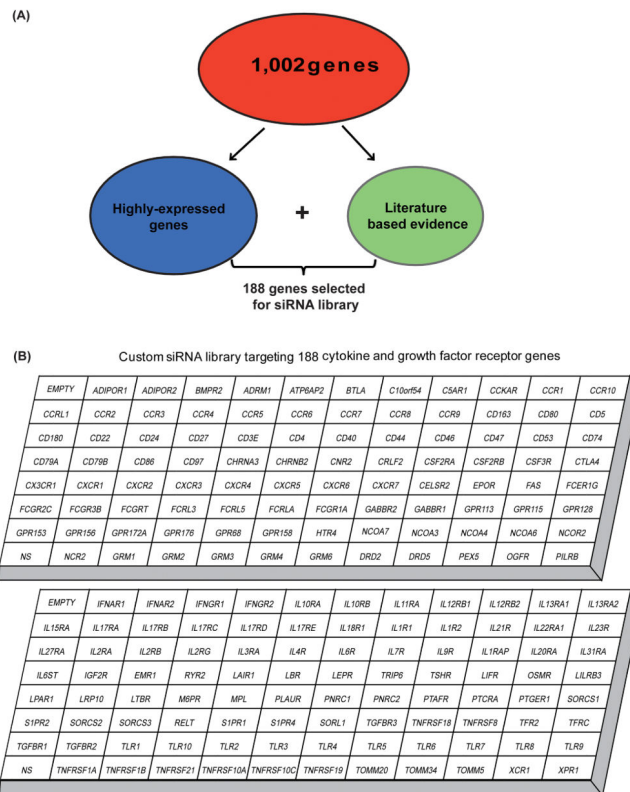 (A)
1,002genes
Highly-expressed
genes
+
Literature
based evidence
188 genes selected
for siRNA library
(B)
Custom siRNA library targeting 188 cytokine and growth factor receptor genes
EMPTY ADIPOR1 ADIPOR2 BMPR2 ADRM1 ATP6AP2 BTLA C10orf54 C5AR1 CCKAR CCR1 CCR10
CCRL1 CCR2 CCR3 CCR4 CCR5 CCR6 CCR7 CCR8 CCR9 CD163 CD80 CD5
CD180 CD22 CD24 CD27 CD3E CD4 CD40 CD44 CD46 CD47 CD53 CD74
CD79A CD79B CD86 CD97 CHRNA3 CHRNB2 CNR2 CRLF2 CSF2RA CSF2RB CSF3R CTLA4
CX3CR1 CXCR1 CXCR2 CXCR3 CXCR4 CXCR5 CXCR6 CXCR7 CELSR2 EPOR FAS FCER1G
FCGR2C FCGR3B FCGRT FCRL3 FCRL5 FCRLA FCGR1A GABBR2 GABBR1 GPR113 GPR115 GPR128
GPR153 GPR156 GPR172A GPR176 GPR68 GPR158 HTR4 NCOA7 NCOA3 NCOA4 NCOA6 NCOR2
NS NCR2 GRM1 GRM2 GRM3 GRM4 GRM6 DRD2 DRD5 PEX5 OGFR PILRB
EMPTY IFNAR1 IFNAR2 IFNGR1 IFNGR2 IL10RA IL10RB IL11RA IL12RB1 IL12RB2 IL13RA1 IL13RA2
IL15RA IL17RA IL17RB IL17RC IL17RD IL17RE IL18R1 IL1R1 IL1R2 IL21R IL22RA1 IL23R
IL27RA IL2RA IL2RB IL2RG IL3RA IL4R IL6R IL7R IL9R IL1RAP IL20RA IL31RA
IL6ST IGF2R EMR1 RYR2 LAIR1 LBR LEPR TRIP6 TSHR LIFR OSMR LILRB3
LPAR1 LRP10 LTBR M6PR MPL PLAUR PNRC1 PNRC2 PTAFR PTCRA PTGER1 SORCS1
S1PR2 SORCS2 SORCS3 RELT S1PR1 S1PR4 SORL1 TGFBR3 TNFRSF18 TNFRSF8 TFR2 TFRC
TGFBR1 TGFBR2 TLR1 TLR10 TLR2 TLR3 TLR4 TLR5 TLR6 TLR7 TLR8 TLR9
NS TNFRSF1A TNFRSF1B TNFRSF21 TNFRSF10A TNFRSF10C TNFRSF19 TOMM20 TOMM34 TOMM5 XCR1 XPR1